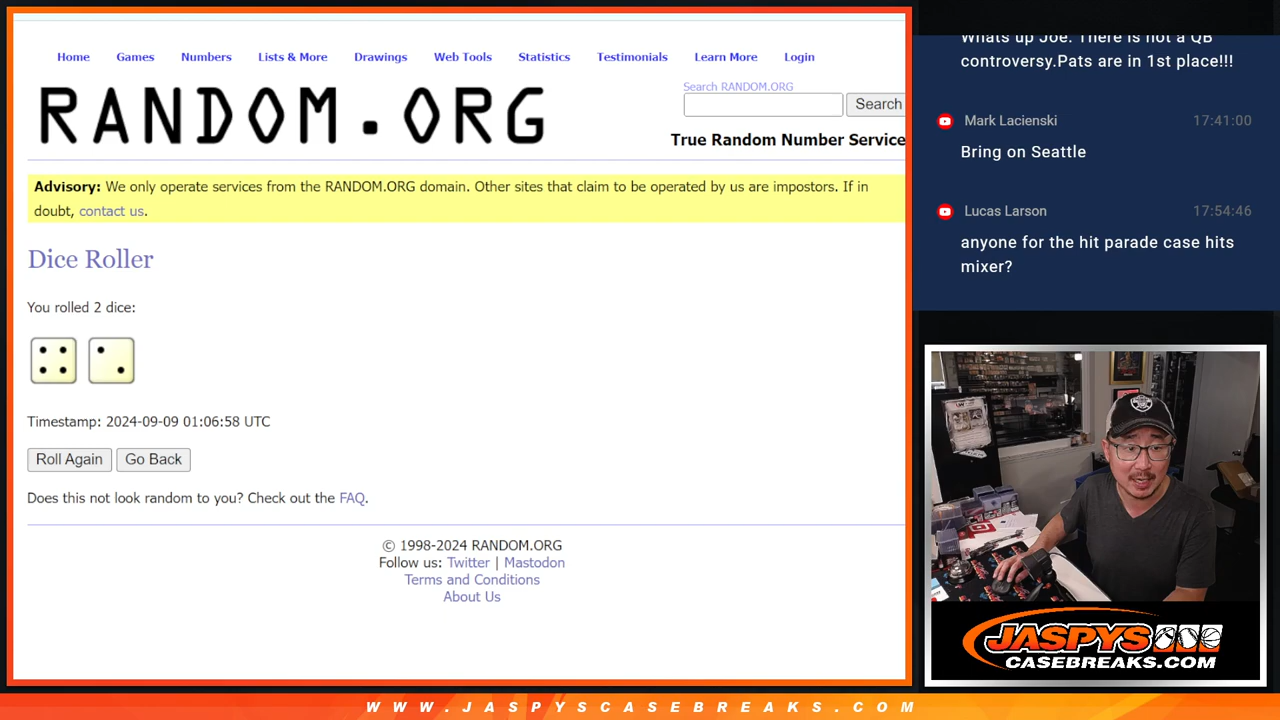 Home Games Numbers Lists & More Drawings Web Tools Statistics Testimonials Learn More Login
RANDOM.ORG
Search RANDOM.ORG
Search
True Random Number Service
Advisory: We only operate services from the RANDOM.ORG domain. Other sites that claim to be operated by us are impostors. If in
doubt, contact us.
Dice Roller
You rolled 2 dice:
Timestamp: 2024-09-09 01:06:58 UTC
Roll Again Go Back
Does this not look random to you? Check out the FAQ.
© 1998-2024 RANDOM.ORG
Follow us: Twitter | Mastodon
Terms and Conditions
About Us
Whats up Joe. There is not a QB
controversy.Pats are in 1st place!!!
Mark Lacienski 17:41:00
Bring on Seattle
Lucas Larson 17:54:46
anyone for the hit parade case hits
mixer?
JASPYS
CASEBREAKS.COM
WWW.JASPYSCASEBREAKS.COM